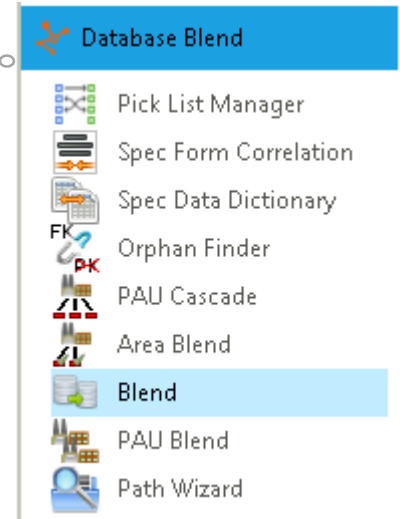 Database Blend
Pick List Manager
Spec Form Correlation
Spec Data Dictionary
FK
PK
Orphan Finder
PAU Cascade
Area Blend
Blend
PAU Blend
Path Wizard